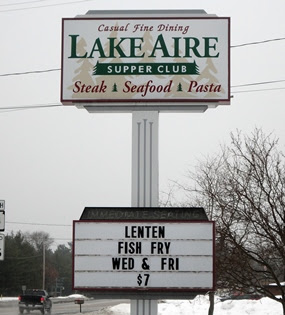 Casual Fine Dining
LAKE AIRE
SUPPER CLUB
Steak Seafood Pasta
LENTEN
FISH FRY
WED & FRI
$7